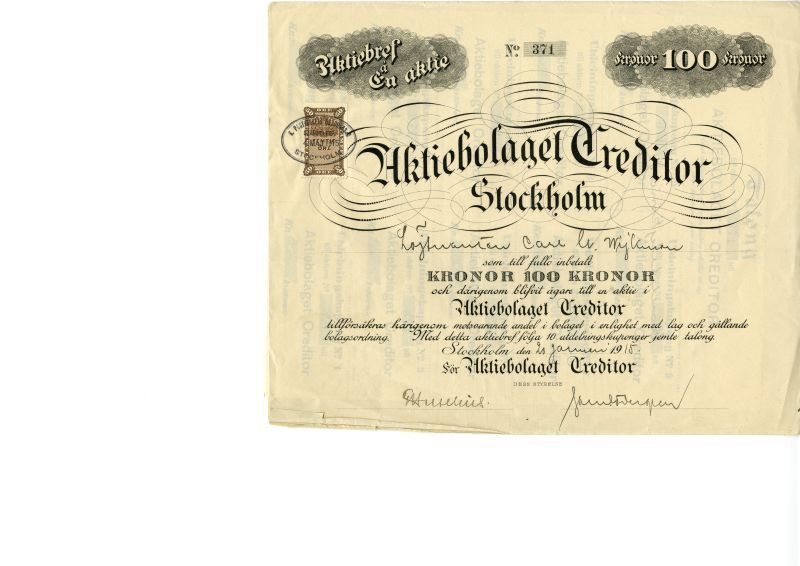 Aktiebref
à
En aktie
No 371
Kronor 100 Kronor
ÖRE
STOCKHOLM
Aktiebolaget Creditor
Stockholm
Löjtnanten Carl
som till fullo inbetalt
KRONOR 100 KRONOR
och därigenom blifvit ägare till en aktie i
Aktiebolaget Creditor
tillförsäkras härigenom motsvarande andel i bolaget i enlighet med lag och gällande
bolagsordning. Med detta aktiebref följa 10 utdelningskuponger jemte talong.
Stockholm den 20 Januari 1915
För Aktiebolaget Creditor
DESS STYRELSE